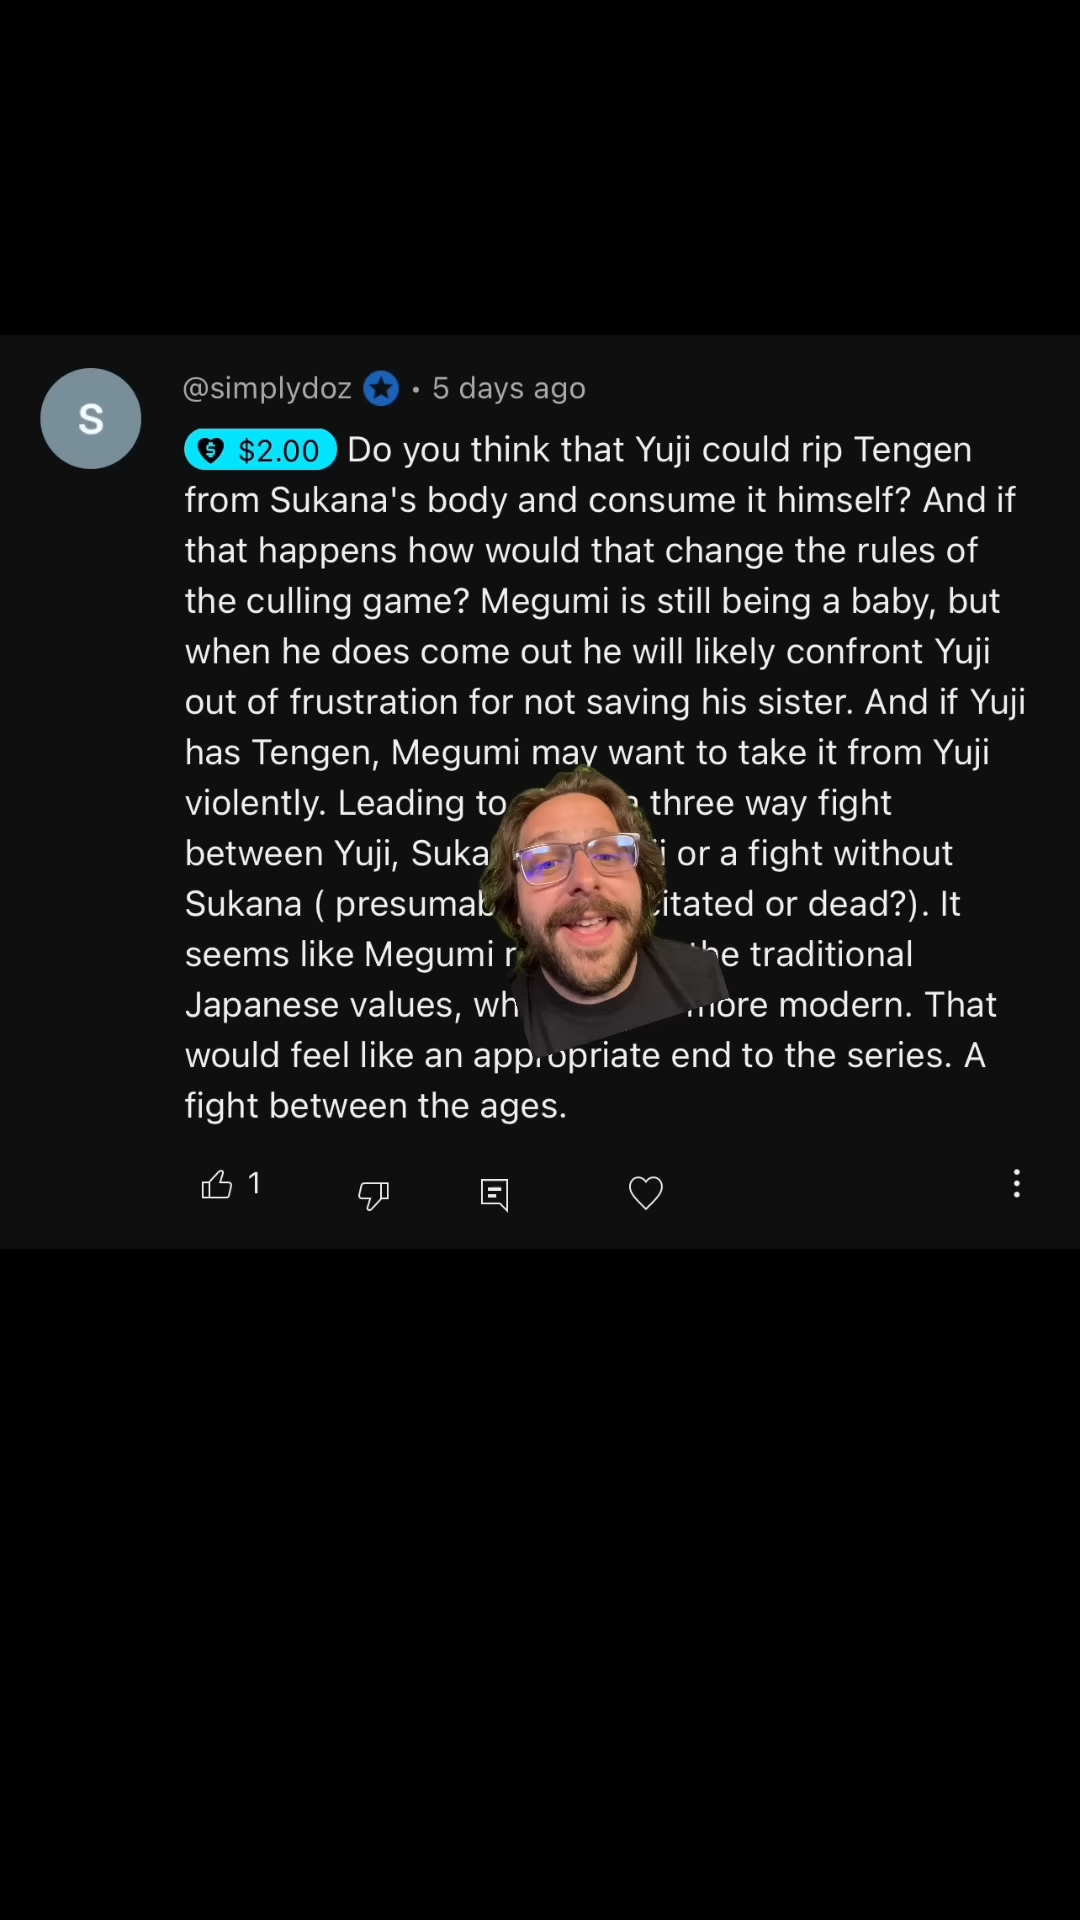 S
@simplydoz · 5 days ago
$2.00 Do you think that Yuji could rip Tengen
from Sukana's body and consume it himself? And if
that happens how would that change the rules of
the culling game? Megumi is still being a baby, but
when he does come out he will likely confront Yuji
out of frustration for not saving his sister. And if Yuji
has Tengen, Megumi may want to take it from Yuji
violently. Leading to three way fight
between Yuji, or a fight without
Sukana ( or dead?). It
seems like Megumi traditional
Japanese values, more modern. That
would feel like an appropriate end to the series. A
fight between the ages.
1